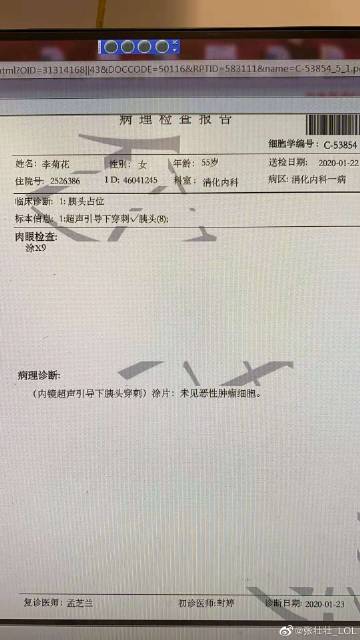 html?OID=31314168||43&DOCCODE=50116&RPTID=583111&name=C-53854_5_1.p
病理检查报告
细胞学编号: C-53854
姓名: 李菊花 性别: 女 年龄: 55岁 送检日期: 2020-01-22
住院号: 2526386 ID: 46041245 科室: 消化内科 病区: 消化内科一病
临床诊断: 1:胰头占位
标本信息: 1:超声引导下穿刺✓胰头(8);
肉眼检查:
涂x9
病理诊断:
(内镜超声引导下胰头穿刺)涂片: 未见恶性肿瘤细胞。
复诊医师: 孟芝兰 初诊医师:时婷 诊断日期: 2020-01-23
@张壮壮_LOL